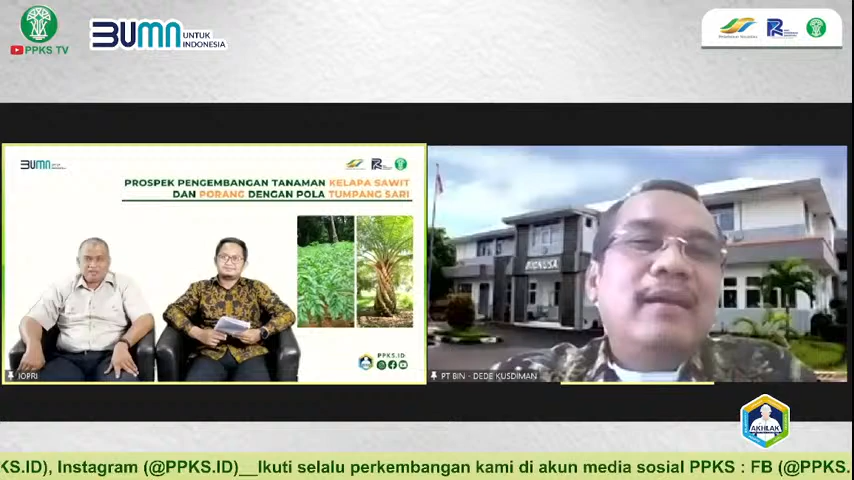 PPKS TV
BUMN UNTUK
INDONESIA
BUMN
PROSPEK PENGEMBANGAN TANAMAN KELAPA SAWIT
DAN PORANG DENGAN POLA TUMPANG SARI
BIONUSA
PPKS.ID
JOPRI
PT BIN - DEDE KUSDIMAN
AKHLAK
KS.ID), Instagram (@PPKS.ID)__Ikuti selalu perkembangan kami di akun media sosial PPKS : FB (@PPKS.